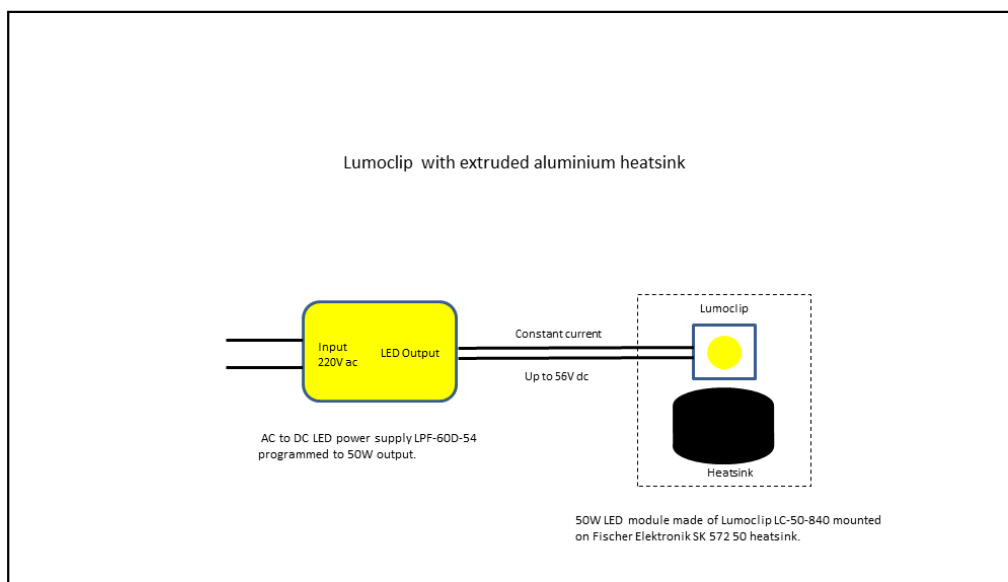 Lumoclip with extruded aluminium heatsink
Lumoclip
Constant current
Input
220V ac
LED Output
Up to 56V dc
AC to DC LED power supply LPF-60D-54
programmed to 50W output.
Heatsink
50W LED module made of Lumoclip LC-50-840 mounted
on Fischer Elektronik SK 572 50 heatsink.